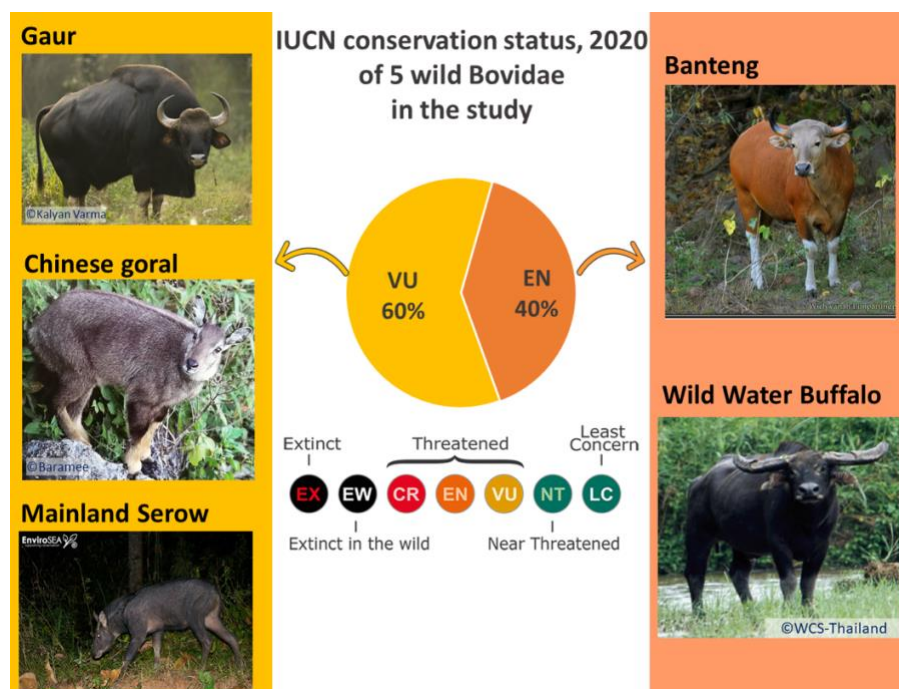 Gaur
©Kalyan Varma
Chinese goral
©Baramee
Mainland Serow
EnviroSEA
IUCN conservation status, 2020
of 5 wild Bovidae
in the study
VU
60%
EN
40%
Extinct
Threatened
Least
Concern
EX
EW
CR
EN
VU
NT
LC
Extinct in the wild
Near Threatened
Banteng
Wild Water Buffalo
©WCS-Thailand